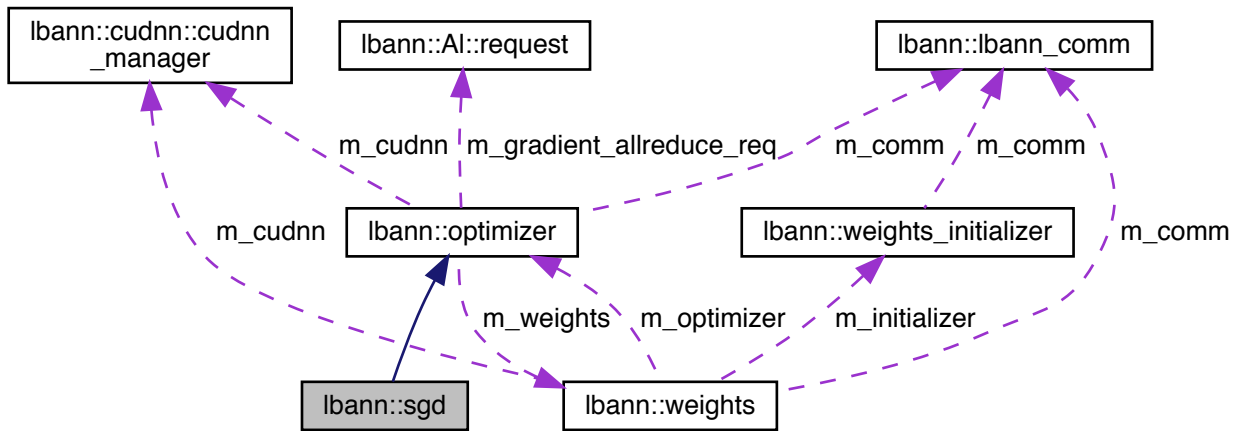 lbann::cudnn::cudnn
_manager
lbann::Al::request
lbann::lbann_comm
m_cudnn
m_gradient_allreduce_req
m_comm
m_comm
m_cudnn
lbann::optimizer
lbann::weights_initializer
m_comm
m_weights
m_optimizer
m_initializer
lbann::sgd
lbann::weights